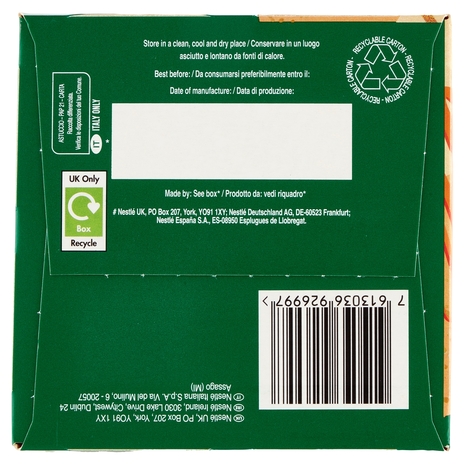 Store in a clean, cool and dry place / Conservare in un luogo
asciutto e lontano da fonti di calore.
Best before: / Da consumarsi preferibilmente entro il:
Date of manufacture: / Data di produzione:
RECYCLABLE CARTON - RECYCLABLE CARTON - RECYCLABLE CARTON -
ASTUCCIO - PAP 21 - CARTA
Raccolta differenziata.
Verifica le disposizioni del tuo Comune.
IT ITALY ONLY
*
Made by: See box* / Prodotto da: vedi riquadro*
# Nestlé UK, PO Box 207, York, YO91 1XY; Nestlé Deutschland AG, DE-60523 Frankfurt;
Nestlé España S.A., ES-08950 Esplugues de Llobregat.
UK Only
Box
Recycle
7 613036 926997 >
Nestlé UK, PO Box 207, York, YO91 1XY
Nestlé Ireland, 3030 Lake Drive, Citywest, Dublin 24
IT Nestlé Italiana S.p.A. Via del Mulino, 6 - 20057
Assago (MI)